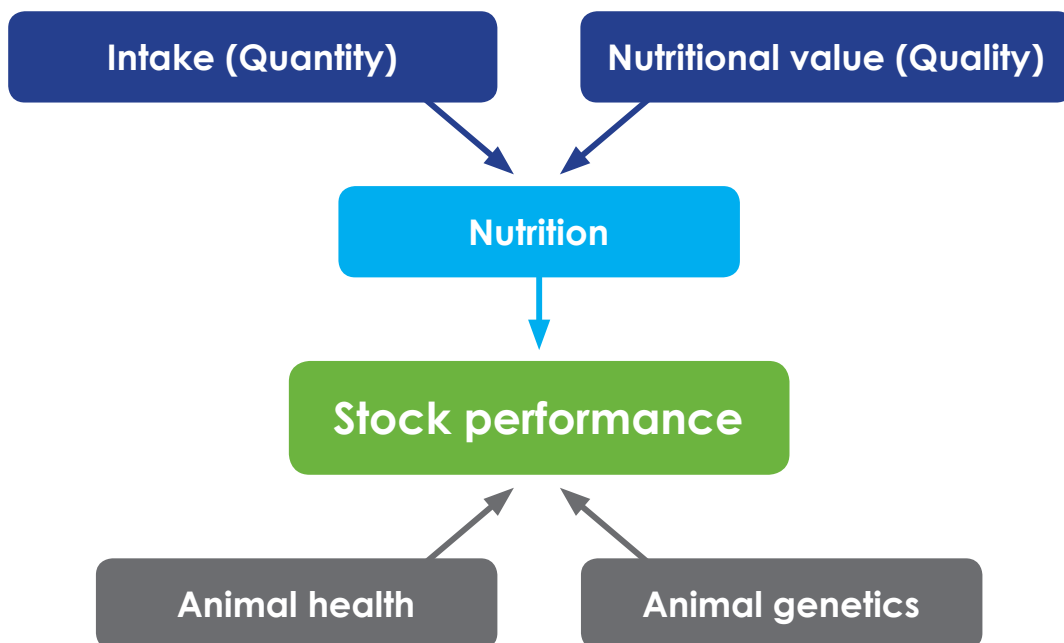 Intake (Quantity)
Nutritional value (Quality)
Nutrition
Stock performance
Animal health
Animal genetics